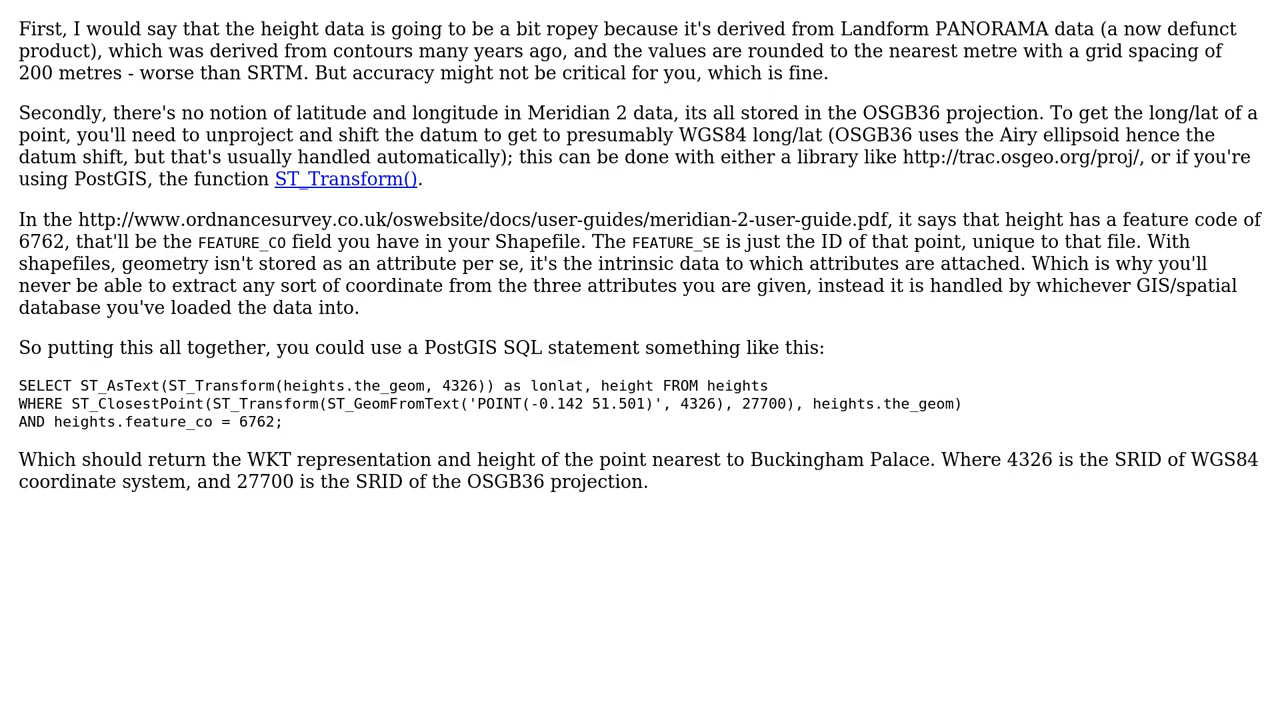 First, I would say that the height data is going to be a bit ropey because it's derived from Landform PANORAMA data (a now defunct
product), which was derived from contours many years ago, and the values are rounded to the nearest metre with a grid spacing of
200 metres - worse than SRTM. But accuracy might not be critical for you, which is fine.
Secondly, there's no notion of latitude and longitude in Meridian 2 data, its all stored in the OSGB36 projection. To get the long/lat of a
point, you'll need to unproject and shift the datum to get to presumably WGS84 long/lat (OSGB36 uses the Airy ellipsoid hence the
datum shift, but that's usually handled automatically); this can be done with either a library like http://trac.osgeo.org/proj/, or if you're
using PostGIS, the function ST_Transform().
In the http://www.ordnancesurvey.co.uk/oswebsite/docs/user-guides/meridian-2-user-guide.pdf, it says that height has a feature code of
6762, that'll be the FEATURE_CO field you have in your Shapefile. The FEATURE_SE is just the ID of that point, unique to that file. With
shapefiles, geometry isn't stored as an attribute per se, it's the intrinsic data to which attributes are attached. Which is why you'll
never be able to extract any sort of coordinate from the three attributes you are given, instead it is handled by whichever GIS/spatial
database you've loaded the data into.
So putting this all together, you could use a PostGIS SQL statement something like this:
SELECT ST_AsText(ST_Transform(heights.the_geom, 4326)) as lonlat, height FROM heights
WHERE ST_ClosestPoint(ST_Transform(ST_GeomFromText('POINT(-0.142 51.501)', 4326), 27700), heights.the_geom)
AND heights.feature_co = 6762;
Which should return the WKT representation and height of the point nearest to Buckingham Palace. Where 4326 is the SRID of WGS84
coordinate system, and 27700 is the SRID of the OSGB36 projection.